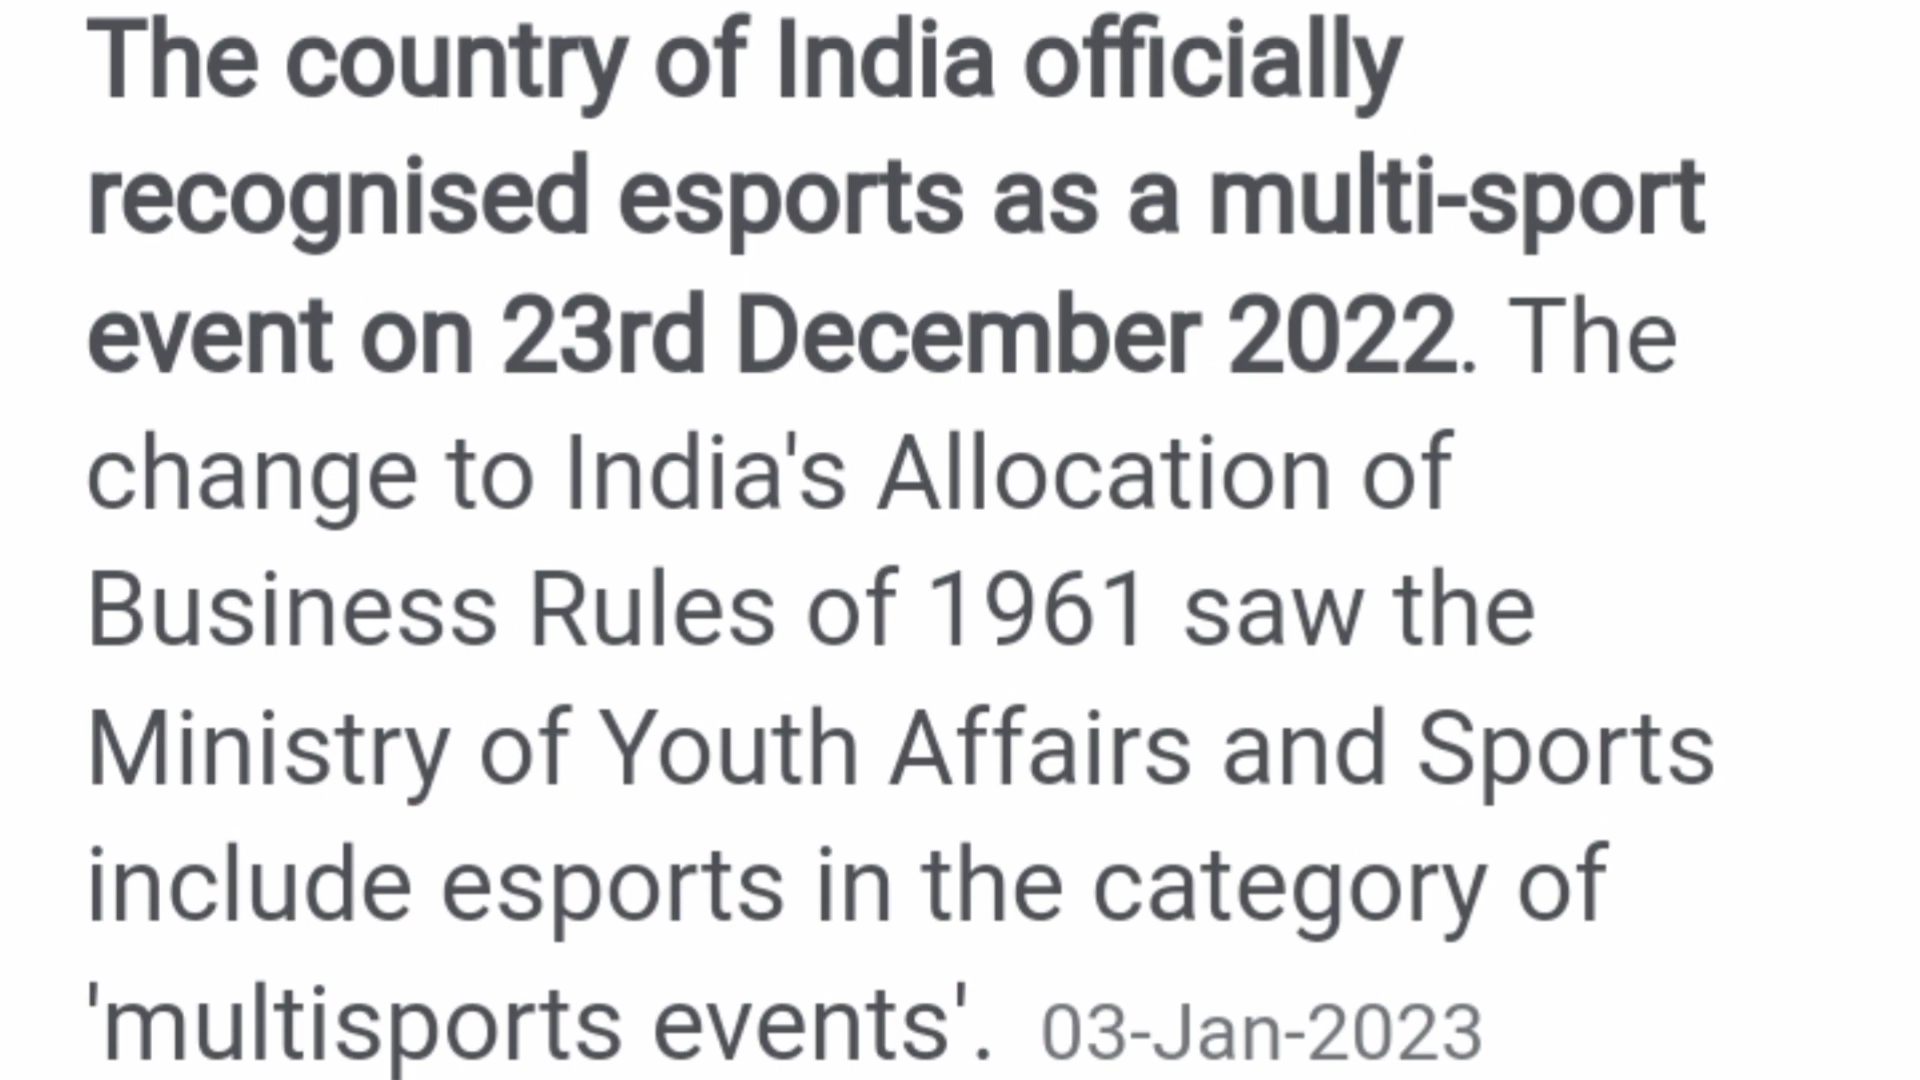 The country of India officially
recognised esports as a multi-sport
event on 23rd December 2022. The
change to India's Allocation of
Business Rules of 1961 saw the
Ministry of Youth Affairs and Sports
include esports in the category of
'multisports events'. 03-Jan-2023